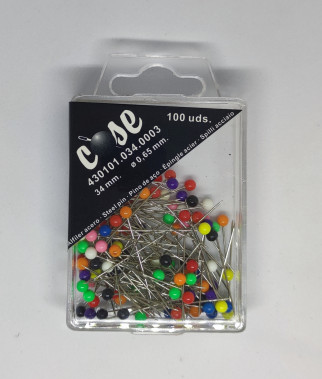 cose
100 uds.
430101.034.0003
34 mm. ø 0,65 mm.
Alfiler acero - Steel pin - Pino de aço - Épingle acier - Spilli acciaio